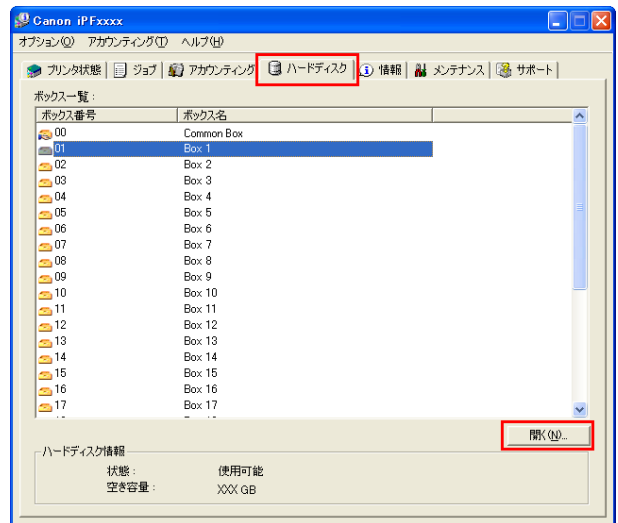 Canon iPFxxxx
オプション(O) アカウンティング(T) ヘルプ(H)
プリンタ状態 ジョブ アカウンティング ハードディスク 情報 メンテナンス サポート
ボックス一覧 :
ボックス番号 ボックス名
00 Common Box
01 Box 1
02 Box 2
03 Box 3
04 Box 4
05 Box 5
06 Box 6
07 Box 7
08 Box 8
09 Box 9
10 Box 10
11 Box 11
12 Box 12
13 Box 13
14 Box 14
15 Box 15
16 Box 16
17 Box 17
開く(N)...
ハードディスク情報
状態 : 使用可能
空き容量 : XXX GB